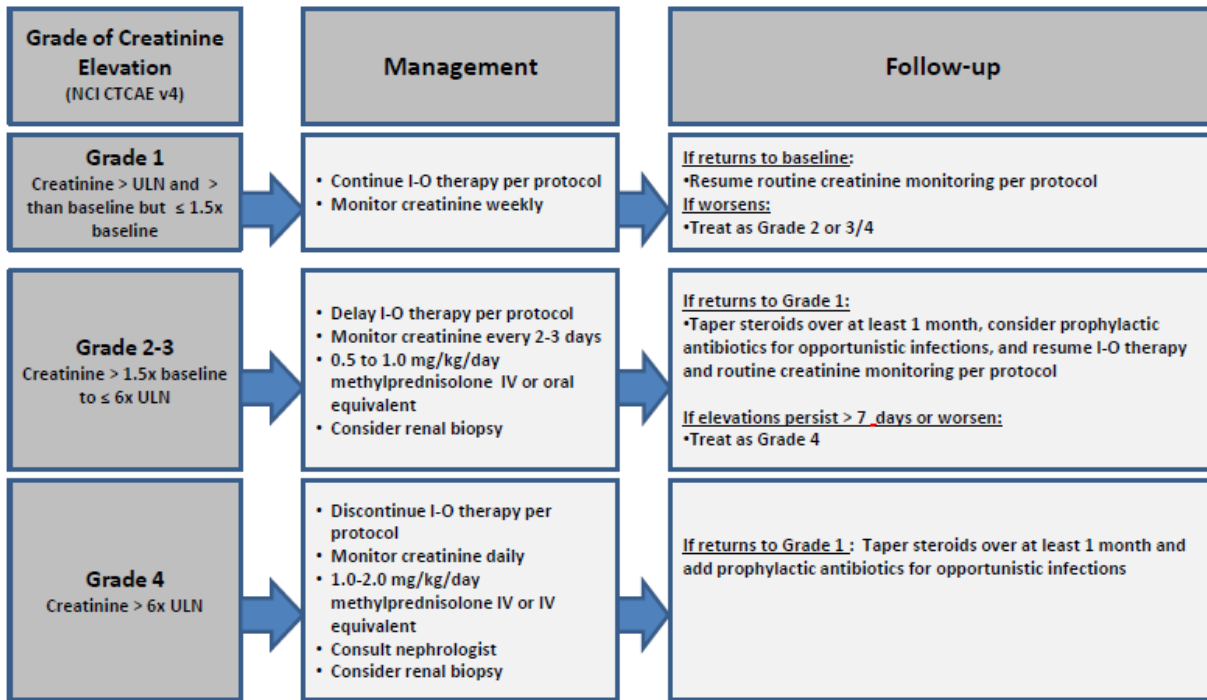 Grade of Creatinine
Elevation
(NCI CTCAE v4)
Management
Follow-up
Grade 1
Creatinine > ULN and >
than baseline but ≤ 1.5x
baseline
• Continue I-O therapy per protocol
• Monitor creatinine weekly
If returns to baseline:
•Resume routine creatinine monitoring per protocol
If worsens:
•Treat as Grade 2 or 3/4
Grade 2-3
Creatinine > 1.5x baseline
to ≤ 6x ULN
• Delay I-O therapy per protocol
• Monitor creatinine every 2-3 days
• 0.5 to 1.0 mg/kg/day
methylprednisolone IV or oral
equivalent
• Consider renal biopsy
If returns to Grade 1:
•Taper steroids over at least 1 month, consider prophylactic
antibiotics for opportunistic infections, and resume I-O therapy
and routine creatinine monitoring per protocol
If elevations persist > 7 days or worsen:
•Treat as Grade 4
Grade 4
Creatinine > 6x ULN
• Discontinue I-O therapy per
protocol
• Monitor creatinine daily
• 1.0-2.0 mg/kg/day
methylprednisolone IV or IV
equivalent
• Consult nephrologist
• Consider renal biopsy
If returns to Grade 1 : Taper steroids over at least 1 month and
add prophylactic antibiotics for opportunistic infections